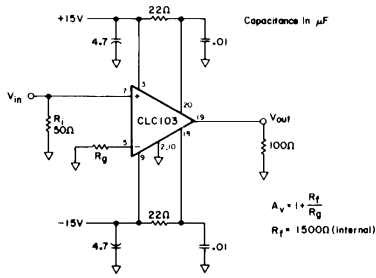 +15V
22Ω
Capacitance In μF
4.7
.01
3
Vin
7
+
20
Vout
CLC103
19
Ri
50Ω
5
-
2,10
18
100Ω
Rg
9
Av = 1+ Rf/Rg
-15V
22Ω
Rf = 1500Ω (internal)
4.7
.01